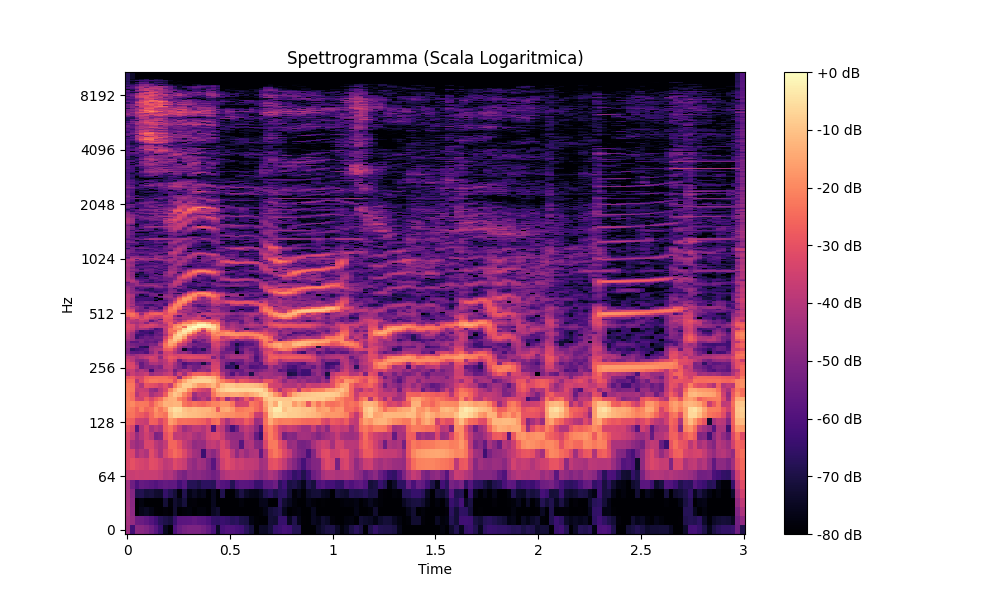 Spettrogramma (Scala Logaritmica)
Hz
8192
4096
2048
1024
512
256
128
64
0
0 0.5 1 1.5 2 2.5 3
Time
+0 dB
-10 dB
-20 dB
-30 dB
-40 dB
-50 dB
-60 dB
-70 dB
-80 dB